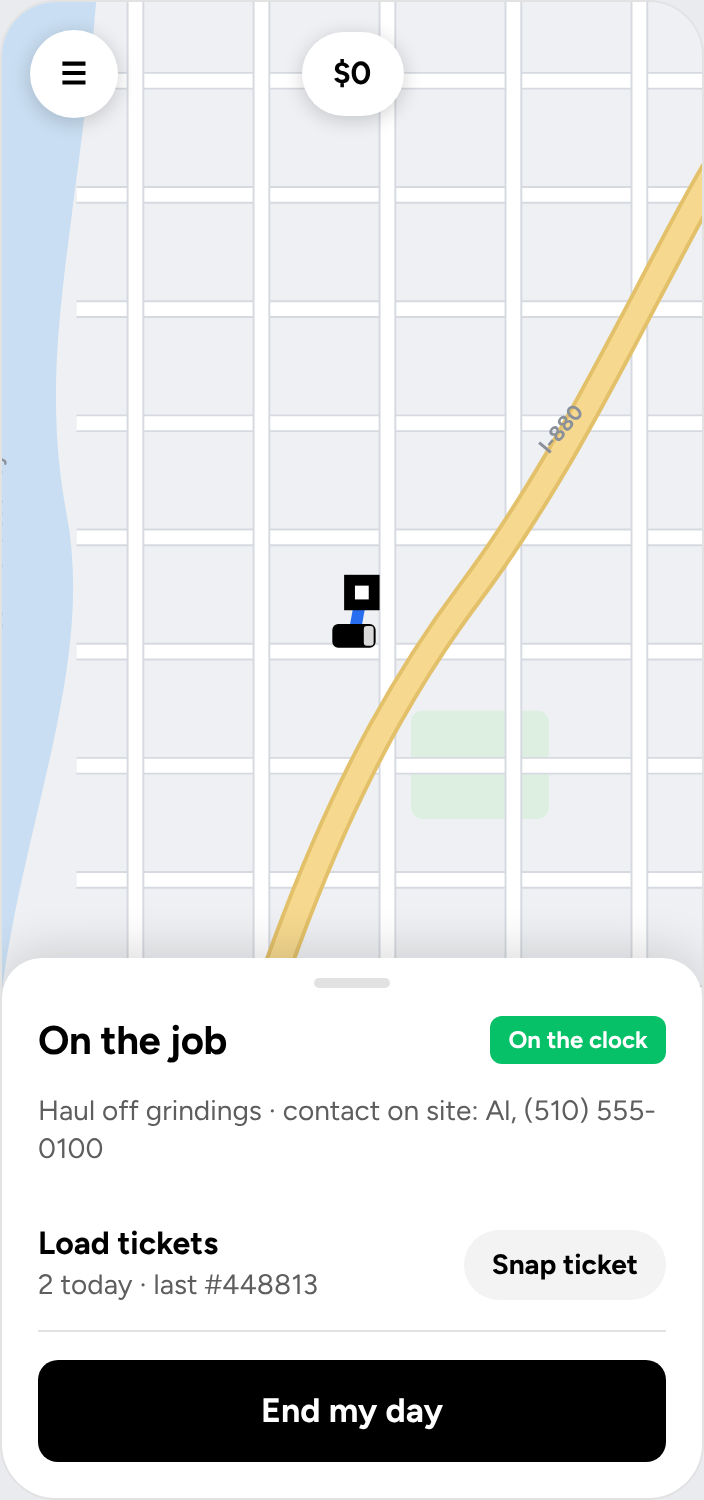 ☰
$0
I-880
On the job
On the clock
Haul off grindings · contact on site: Al, (510) 555-
0100
Load tickets
2 today · last #448813
Snap ticket
End my day